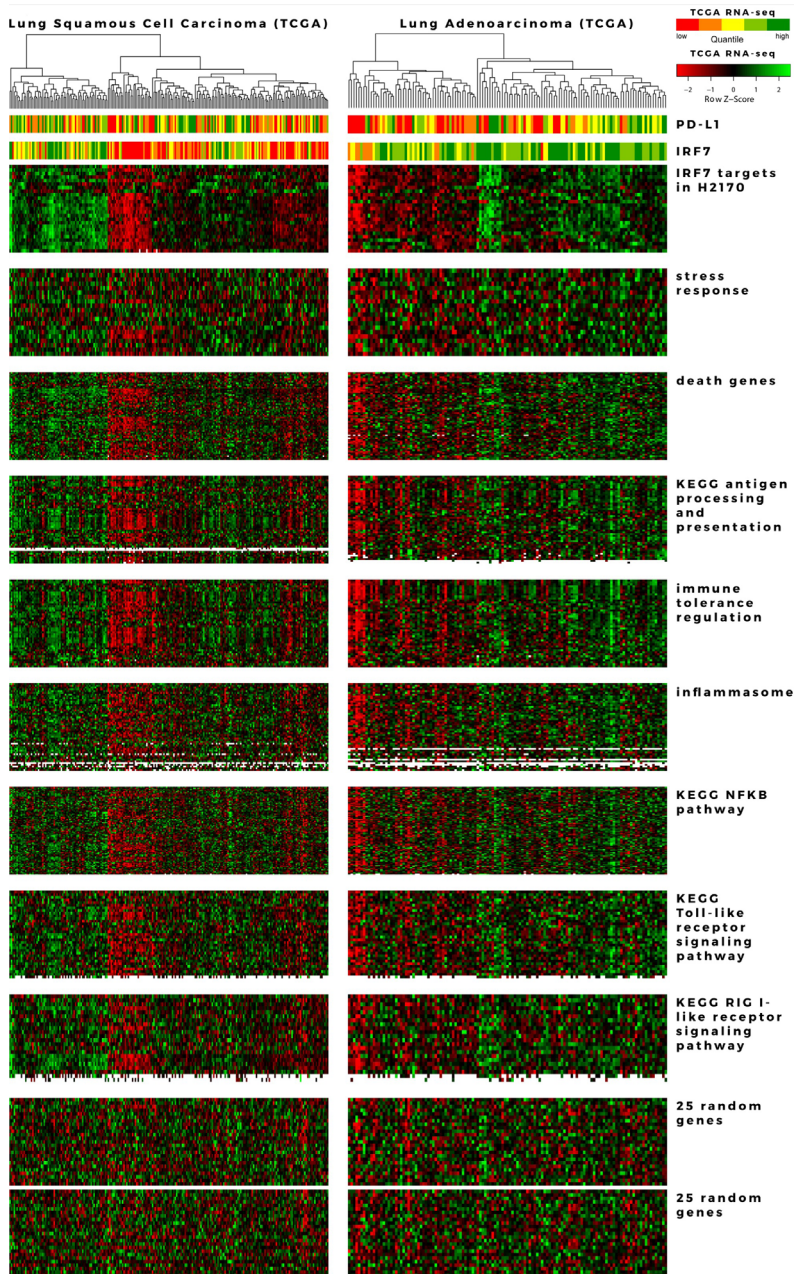 Lung Squamous Cell Carcinoma (TCGA)
Lung Adenoarcinoma (TCGA)
TCGA RNA-seq
low
Quantile
high
TCGA RNA-seq
−2 −1 0 1 2
Row Z-Score
PD-L1
IRF7
IRF7 targets
in H2170
stress
response
death genes
KEGG antigen
processing
and
presentation
immune
tolerance
regulation
inflammasome
KEGG NFKB
pathway
KEGG
Toll-like
receptor
signaling
pathway
KEGG RIG I-
like receptor
signaling
pathway
25 random
genes
25 random
genes